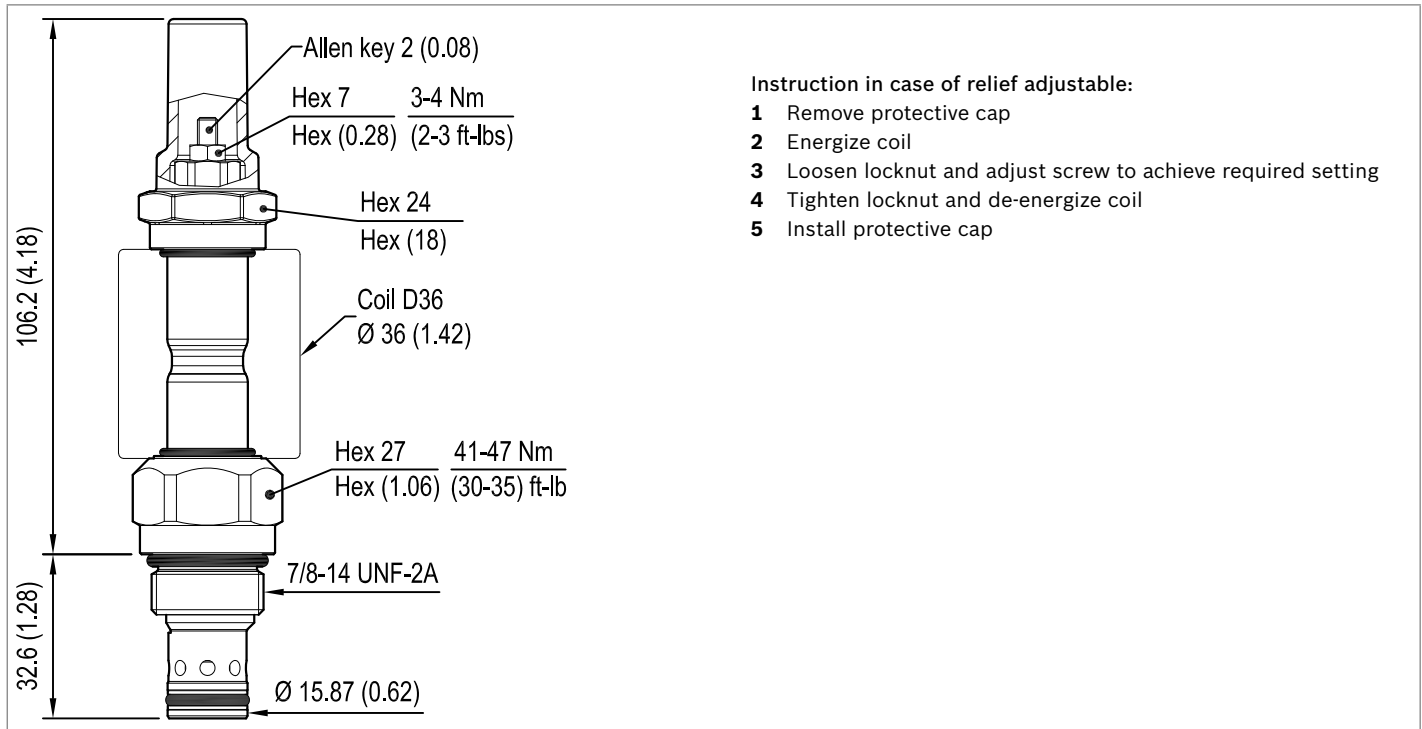 Allen key 2 (0.08)
Hex 7 3-4 Nm
Hex (0.28) (2-3 ft-lbs)
Hex 24
Hex (18)
106.2 (4.18)
Coil D36
Ø 36 (1.42)
Hex 27 41-47 Nm
Hex (1.06) (30-35) ft-lb
7/8-14 UNF-2A
32.6 (1.28)
Ø 15.87 (0.62)
Instruction in case of relief adjustable:
1 Remove protective cap
2 Energize coil
3 Loosen locknut and adjust screw to achieve required setting
4 Tighten locknut and de-energize coil
5 Install protective cap